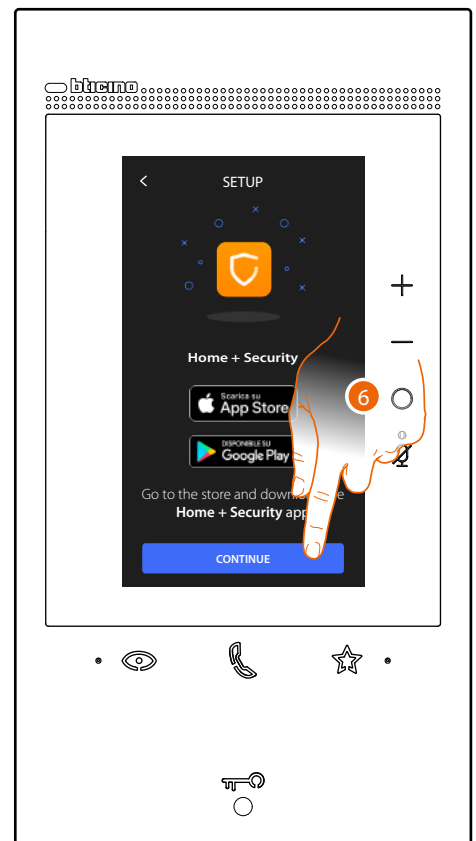 bticino
SETUP
Home + Security
Scarica su
App Store
6
DISPONIBILE SU
Google Play
Go to the store and down
e
Home + Security app
CONTINUE